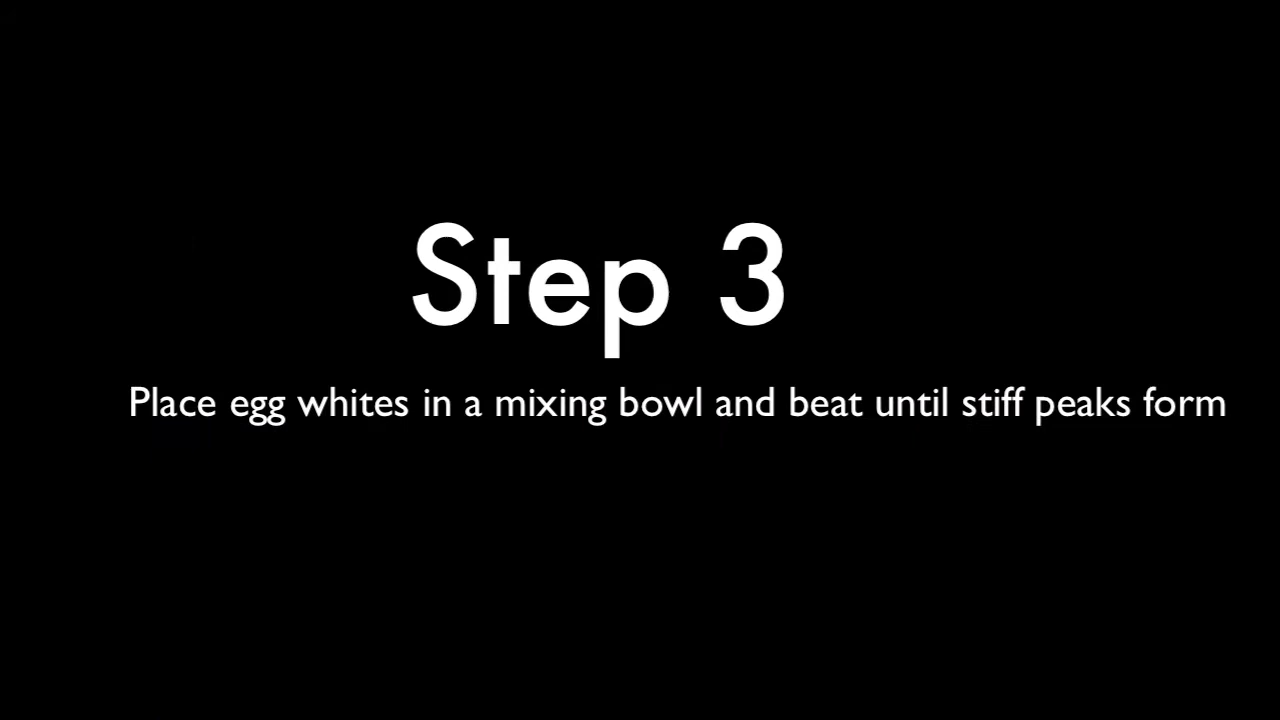 Step 3
Place egg whites in a mixing bowl and beat until stiff peaks form